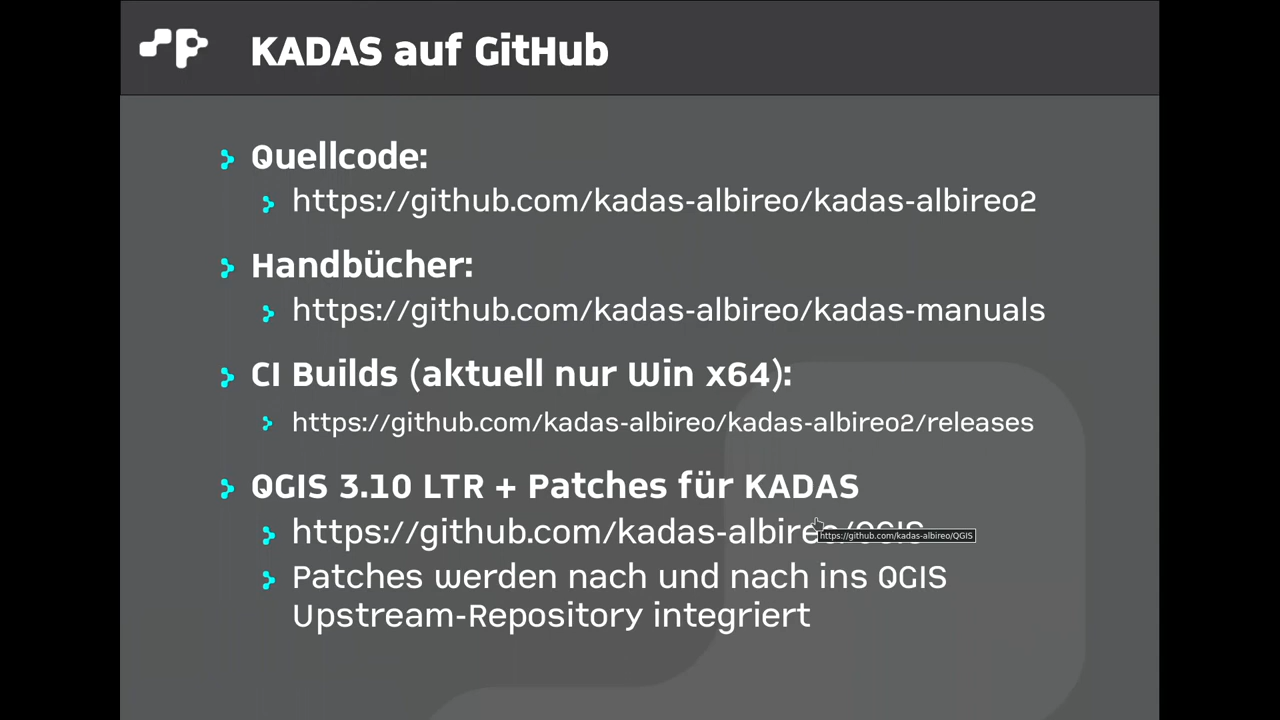 KADAS auf GitHub
Quellcode:
https://github.com/kadas-albireo/kadas-albireo2
Handbücher:
https://github.com/kadas-albireo/kadas-manuals
CI Builds (aktuell nur Win x64):
https://github.com/kadas-albireo/kadas-albireo2/releases
QGIS 3.10 LTR + Patches für KADAS
https://github.com/kadas-albireo/QGIS
https://github.com/kadas-albireo/QGIS
Patches werden nach und nach ins QGIS
Upstream-Repository integriert